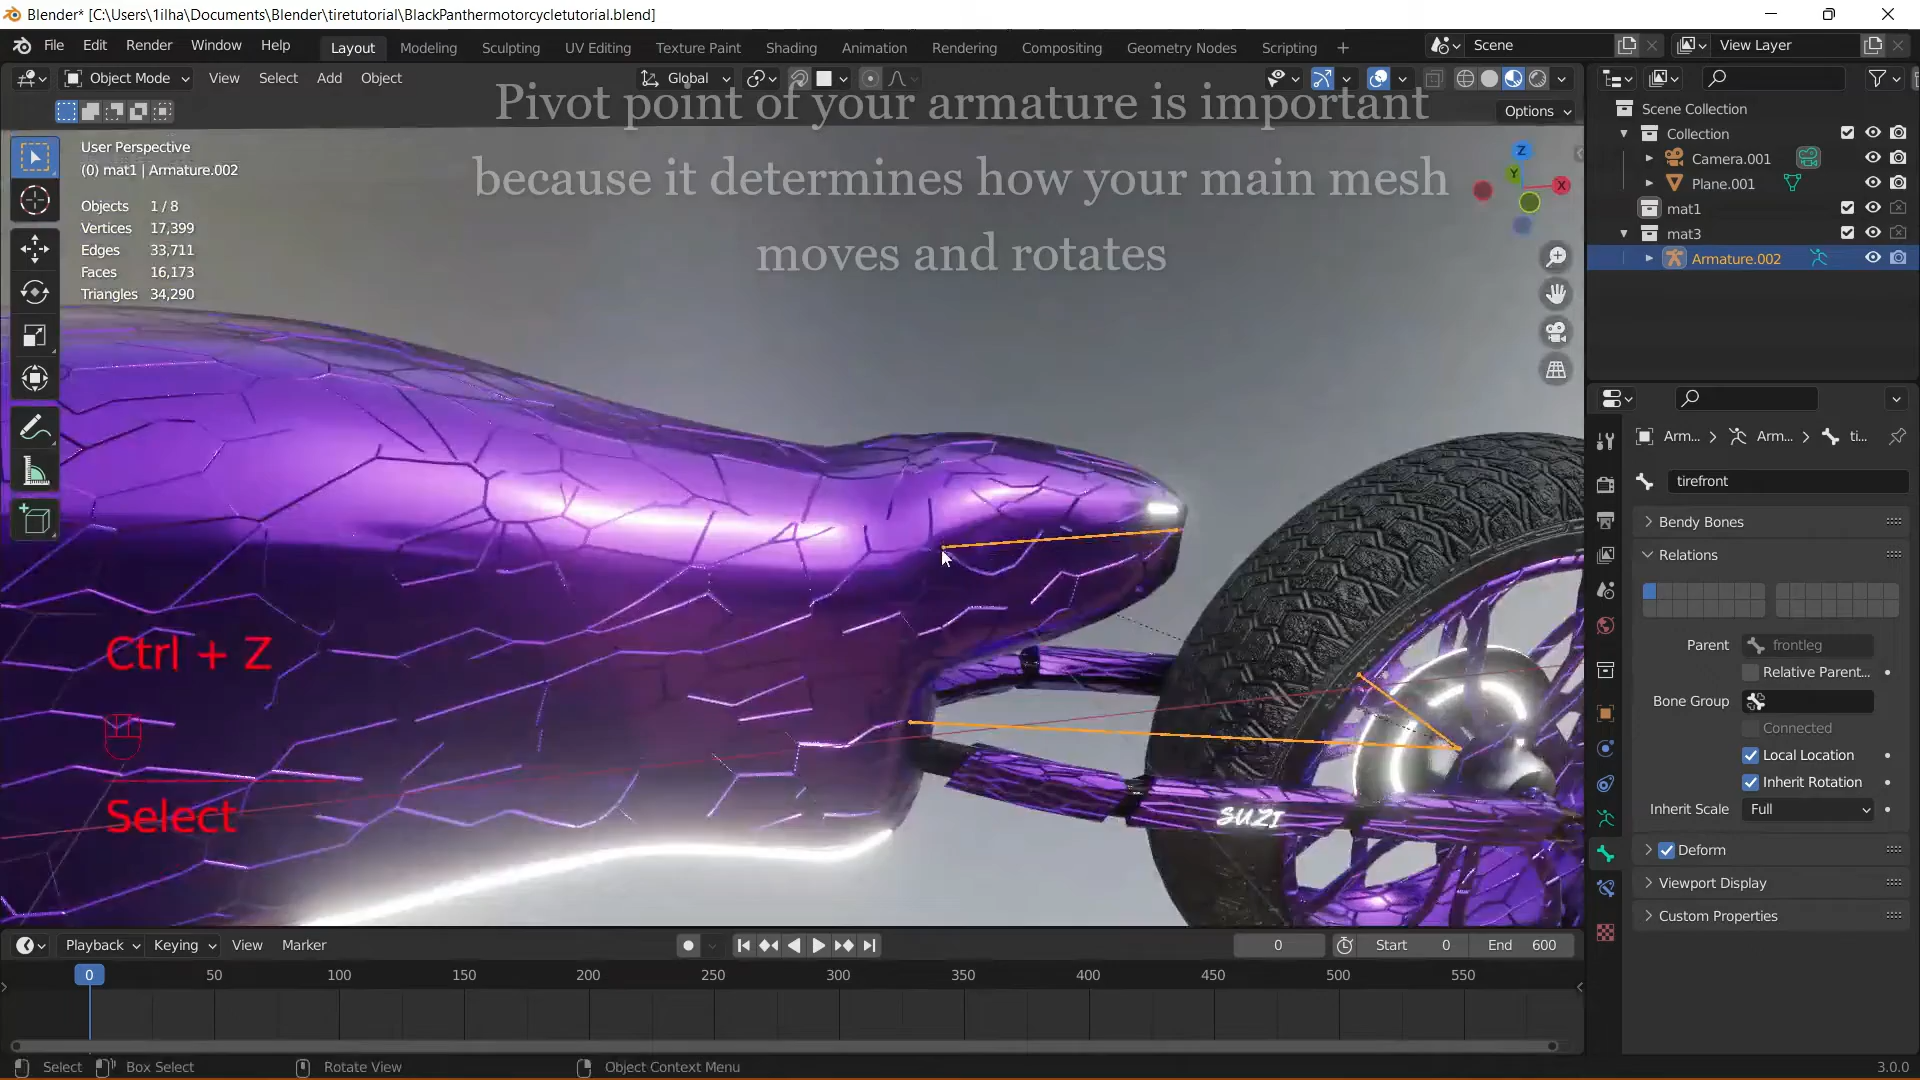 Blender* [C:\Users\1ilha\Documents\Blender\tiretutorial\BlackPanthermotorcycletutorial.blend]
File Edit Render Window Help
Layout Modeling Sculpting UV Editing Texture Paint Shading Animation Rendering Compositing Geometry Nodes Scripting +
Scene
View Layer
Object Mode View Select Add Object
Global
Options
Pivot point of your armature is important
because it determines how your main mesh
moves and rotates
User Perspective
(0) mat1 | Armature.002
Objects 1 / 8
Vertices 17,399
Edges 33,711
Faces 16,173
Triangles 34,290
Z
Y
X
Ctrl + Z
Select
SUZI
Scene Collection
Collection
Camera.001
Plane.001
mat1
mat3
Armature.002
Arm... > Arm... > ti...
tirefront
Bendy Bones
Relations
Parent frontleg
Relative Parent...
Bone Group
Connected
Local Location
Inherit Rotation
Inherit Scale Full
Deform
Viewport Display
Custom Properties
Playback Keying View Marker
0 Start 0 End 600
0 50 100 150 200 250 300 350 400 450 500 550
Select Box Select Rotate View Object Context Menu 3.0.0